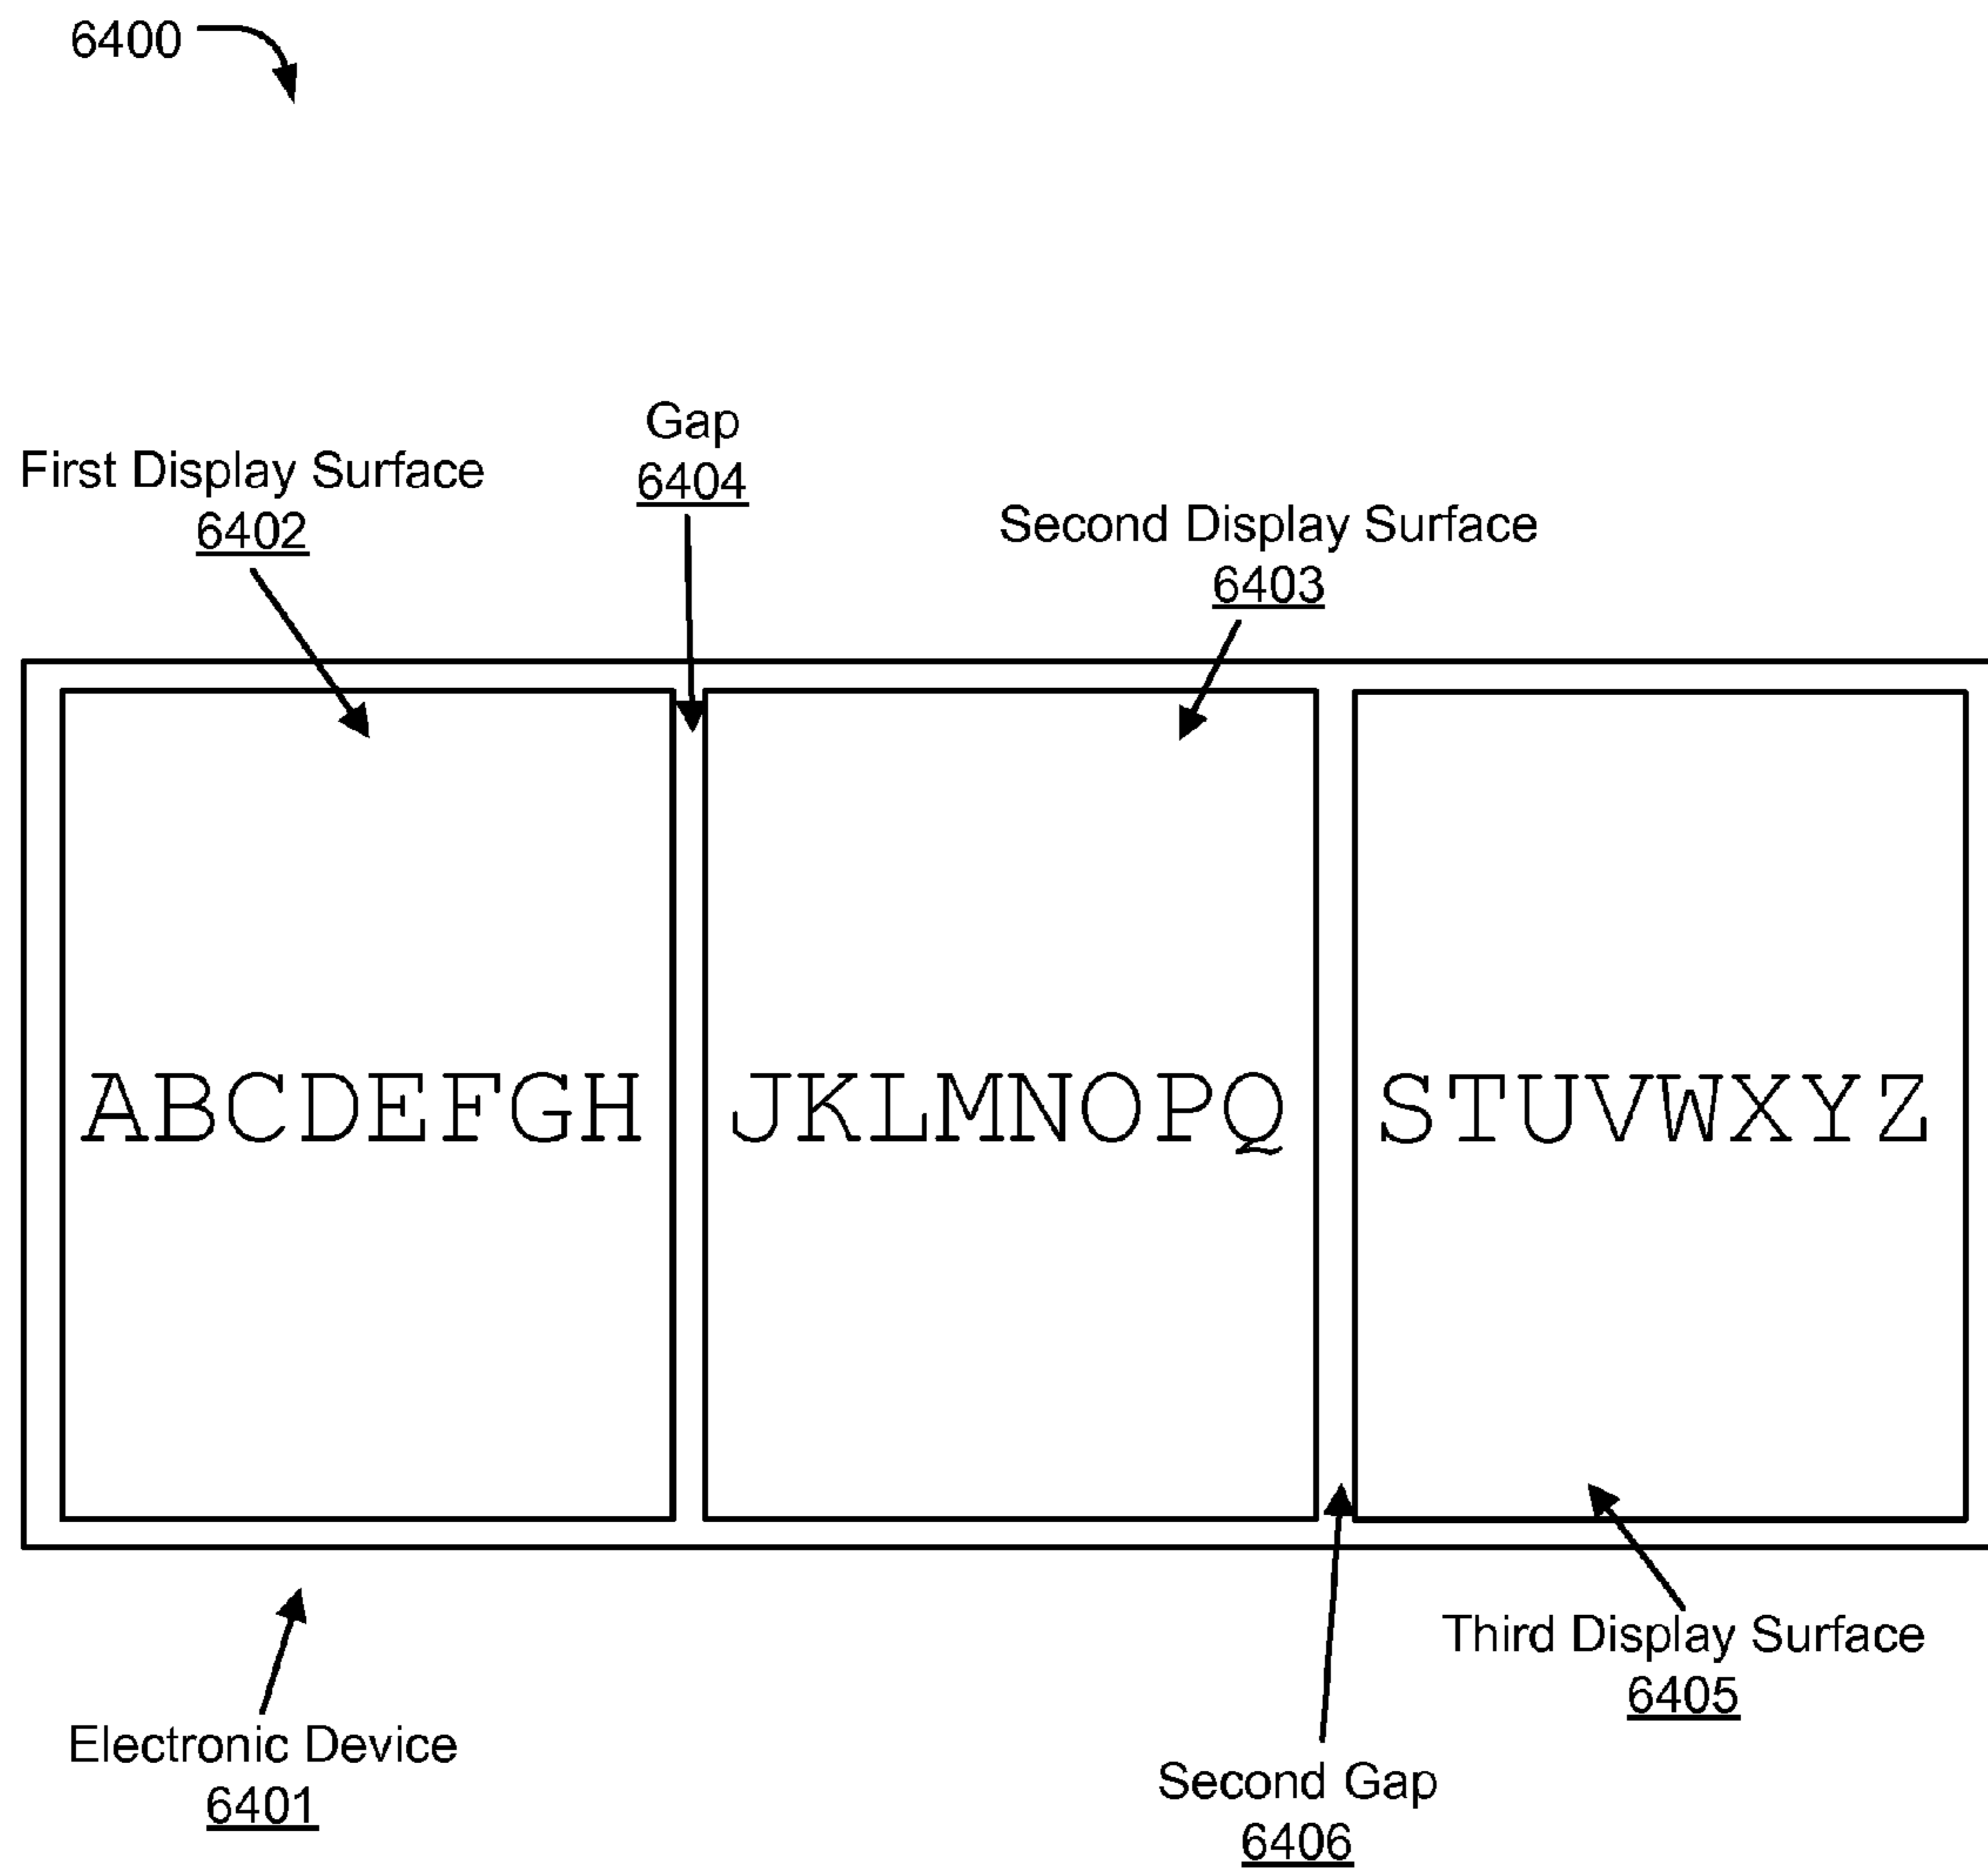 6400
Gap
6404
First Display Surface
6402
Second Display Surface
6403
ABCDEFGH
JKLMNOPQ
STUVWXYZ
Third Display Surface
6405
Electronic Device
6401
Second Gap
6406